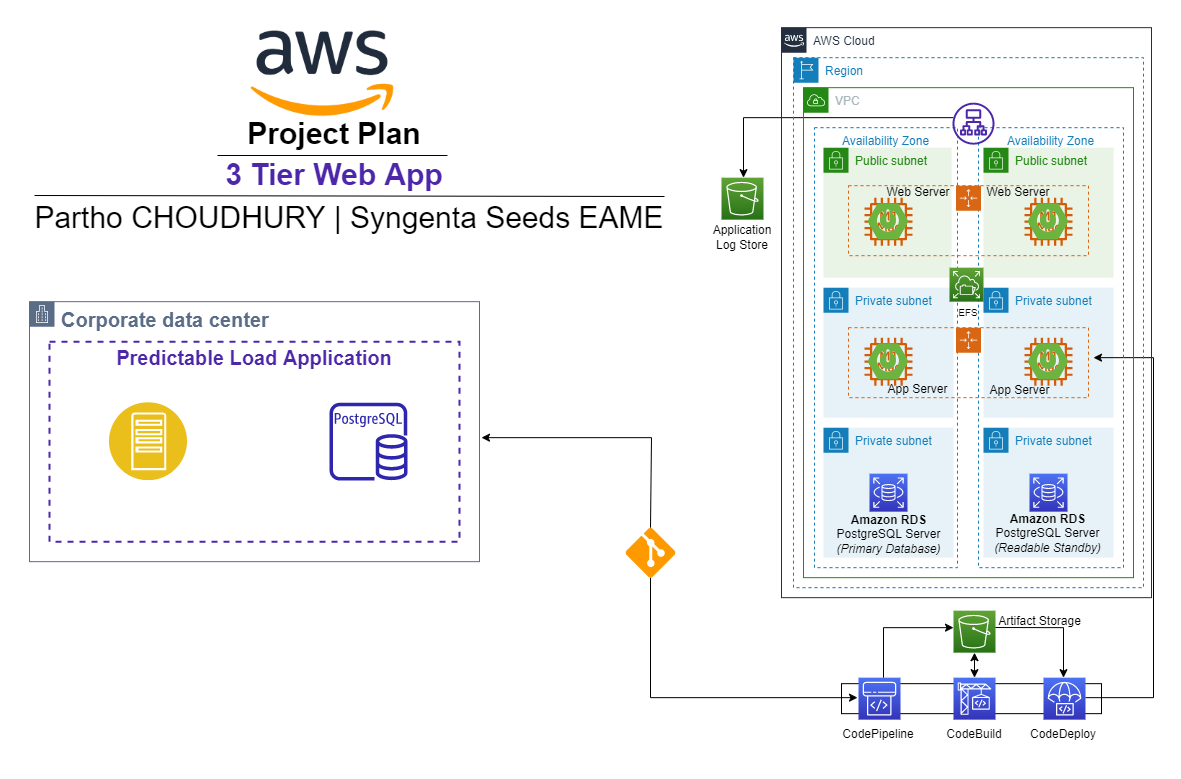 aws
Project Plan
3 Tier Web App
Partho CHOUDHURY | Syngenta Seeds EAME
Corporate data center
Predictable Load Application
PostgreSQL
aws
AWS Cloud
Region
VPC
Availability Zone
Availability Zone
Public subnet
Public subnet
Web Server
Web Server
M5
M5
Application
Log Store
EFS
Private subnet
Private subnet
App Server
App Server
Private subnet
Private subnet
Amazon RDS
PostgreSQL Server
(Primary Database)
Amazon RDS
PostgreSQL Server
(Readable Standby)
Artifact Storage
CodePipeline
CodeBuild
CodeDeploy